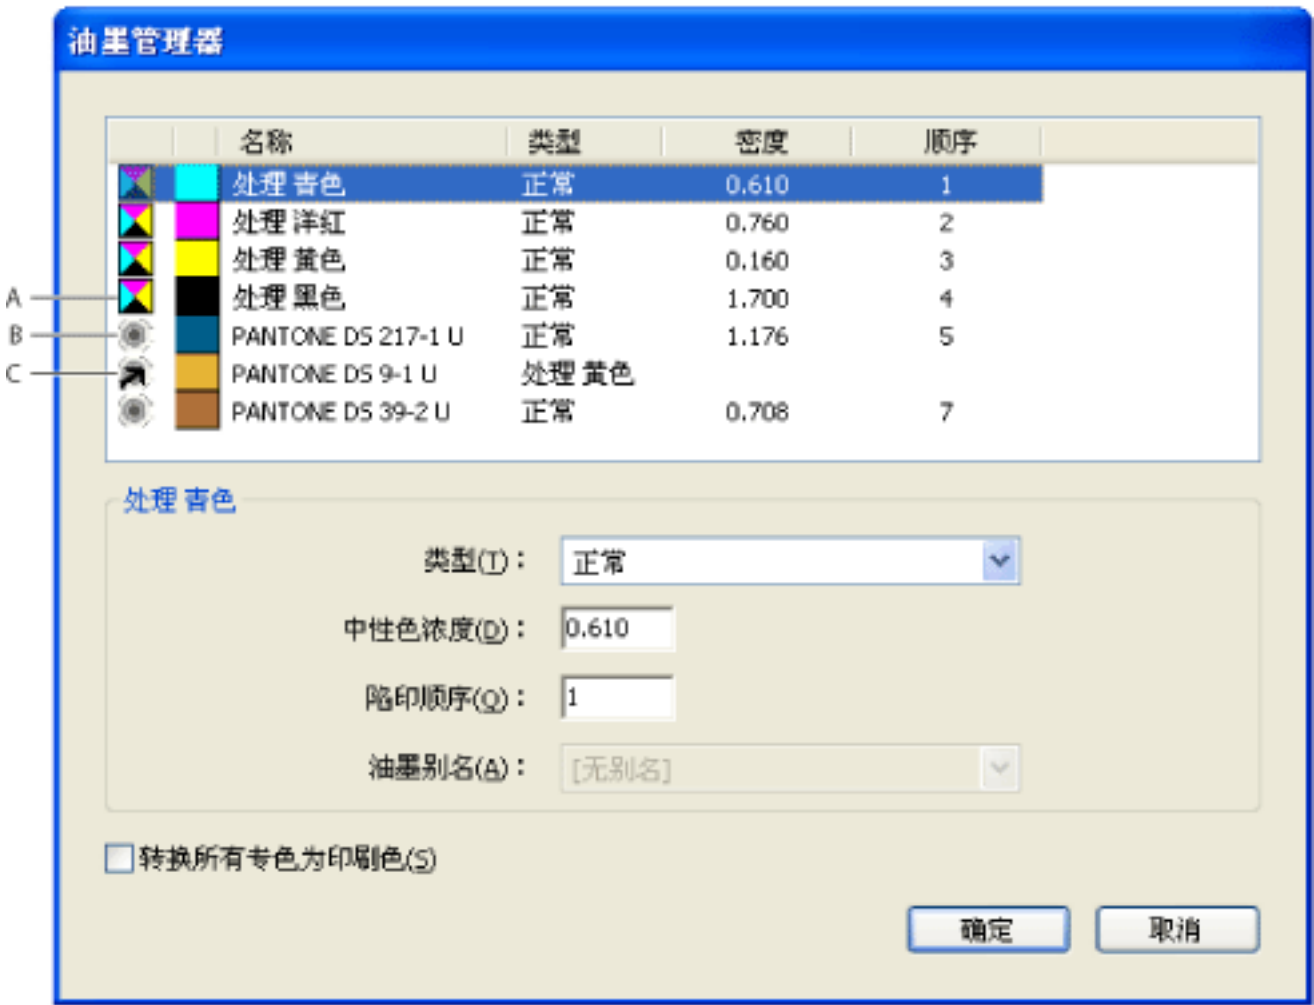 油墨管理器
名称 类型 密度 顺序
处理 青色 正常 0.610 1
处理 洋红 正常 0.760 2
处理 黄色 正常 0.160 3
A 处理 黑色 正常 1.700 4
B PANTONE DS 217-1 U 正常 1.176 5
C PANTONE DS 9-1 U 处理 黄色
PANTONE DS 39-2 U 正常 0.708 7
处理 青色
类型(T)： 正常
中性色浓度(D)： 0.610
陷印顺序(Q)： 1
油墨别名(A)： [无别名]
转换所有专色为印刷色(S)
确定 取消